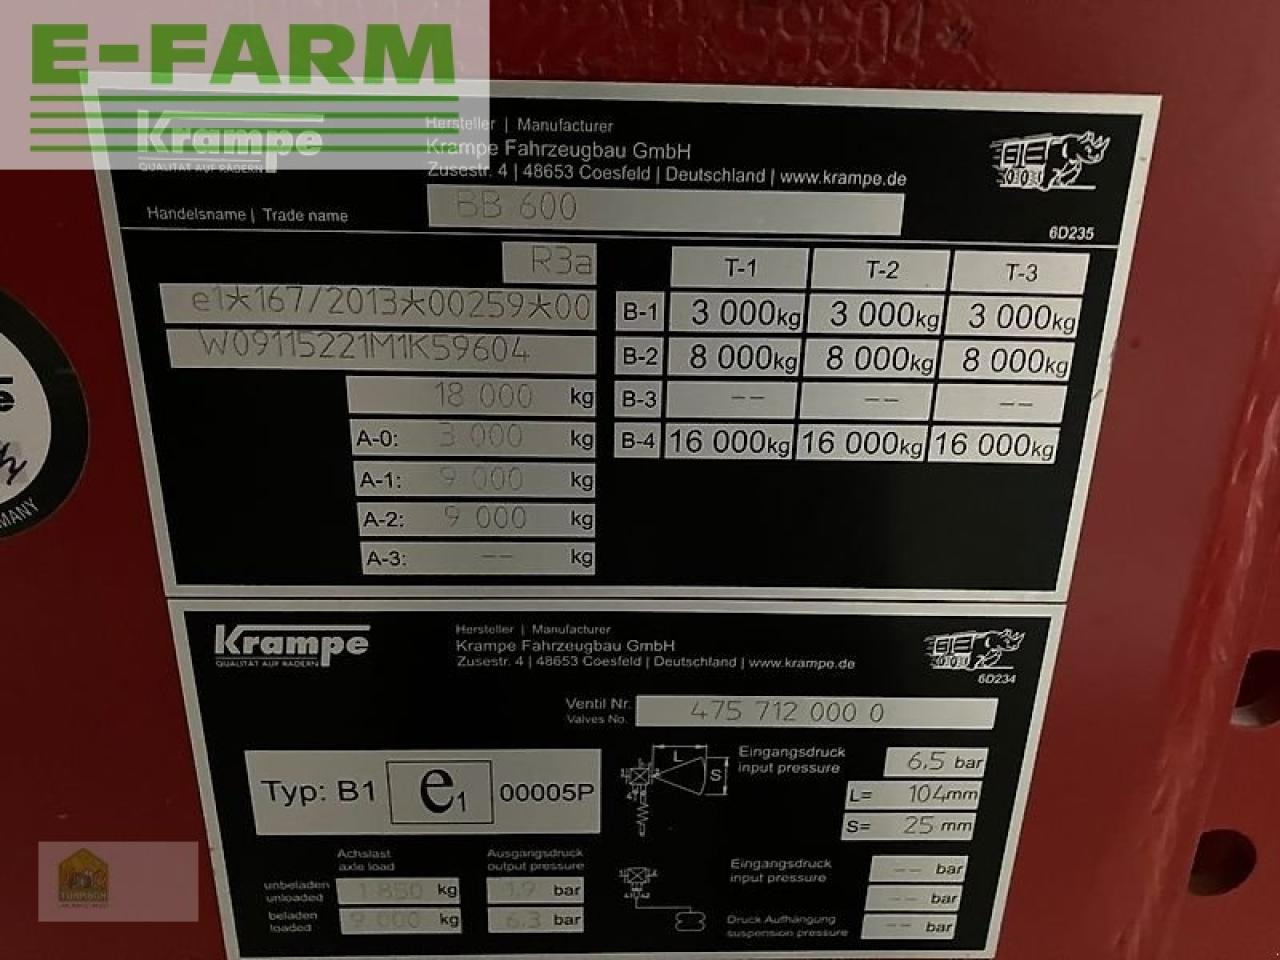 59604*
E-FARM
Krampe
QUALITÄT AUF RÄDERN
Hersteller | Manufacturer
Krampe Fahrzeugbau GmbH
Zusestr. 4 | 48653 Coesfeld | Deutschland | www.krampe.de
Handelsname | Trade name BB 600
6D235
R3a
e1*167/2013*00259*00
W09115221M1K59604
18 000 kg
A-0: 3 000 kg
A-1: 9 000 kg
A-2: 9 000 kg
A-3: -- kg
T-1 T-2 T-3
B-1 3 000kg 3 000kg 3 000kg
B-2 8 000kg 8 000kg 8 000kg
B-3 -- -- --
B-4 16 000kg 16 000kg 16 000kg
Krampe
QUALITÄT AUF RÄDERN
Hersteller | Manufacturer
Krampe Fahrzeugbau GmbH
Zusestr. 4 | 48653 Coesfeld | Deutschland | www.krampe.de
6D234
Ventil Nr.
Valves No.
475 712 000 0
Typ: B1 e1 00005P
L
S
Eingangsdruck
input pressure
6,5 bar
L= 104mm
S= 25 mm
Achslast
axle load
Ausgangsdruck
output pressure
unbeladen
unloaded
1 850 kg 1.9 bar
beladen
loaded
9 000 kg 6.3 bar
Eingangsdruck
input pressure
-- bar
-- bar
Druck Aufhängung
suspension pressure
-- bar